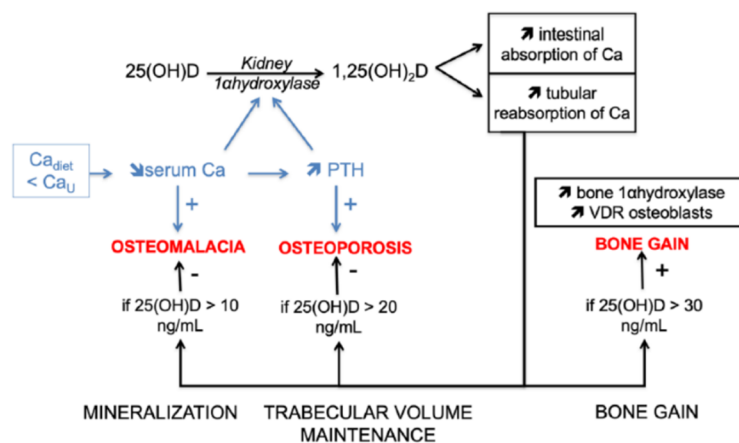 ↗ intestinal
absorption of Ca
25(OH)D
Kidney
1αhydroxylase
1,25(OH)₂D
↗ tubular
reabsorption of Ca
Ca_diet
< Ca_U
↘serum Ca
↗ PTH
↗ bone 1αhydroxylase
↗ VDR osteoblasts
+
+
OSTEOMALACIA
OSTEOPOROSIS
BONE GAIN
-
-
+
if 25(OH)D > 10
ng/mL
if 25(OH)D > 20
ng/mL
if 25(OH)D > 30
ng/mL
MINERALIZATION
TRABECULAR VOLUME
MAINTENANCE
BONE GAIN